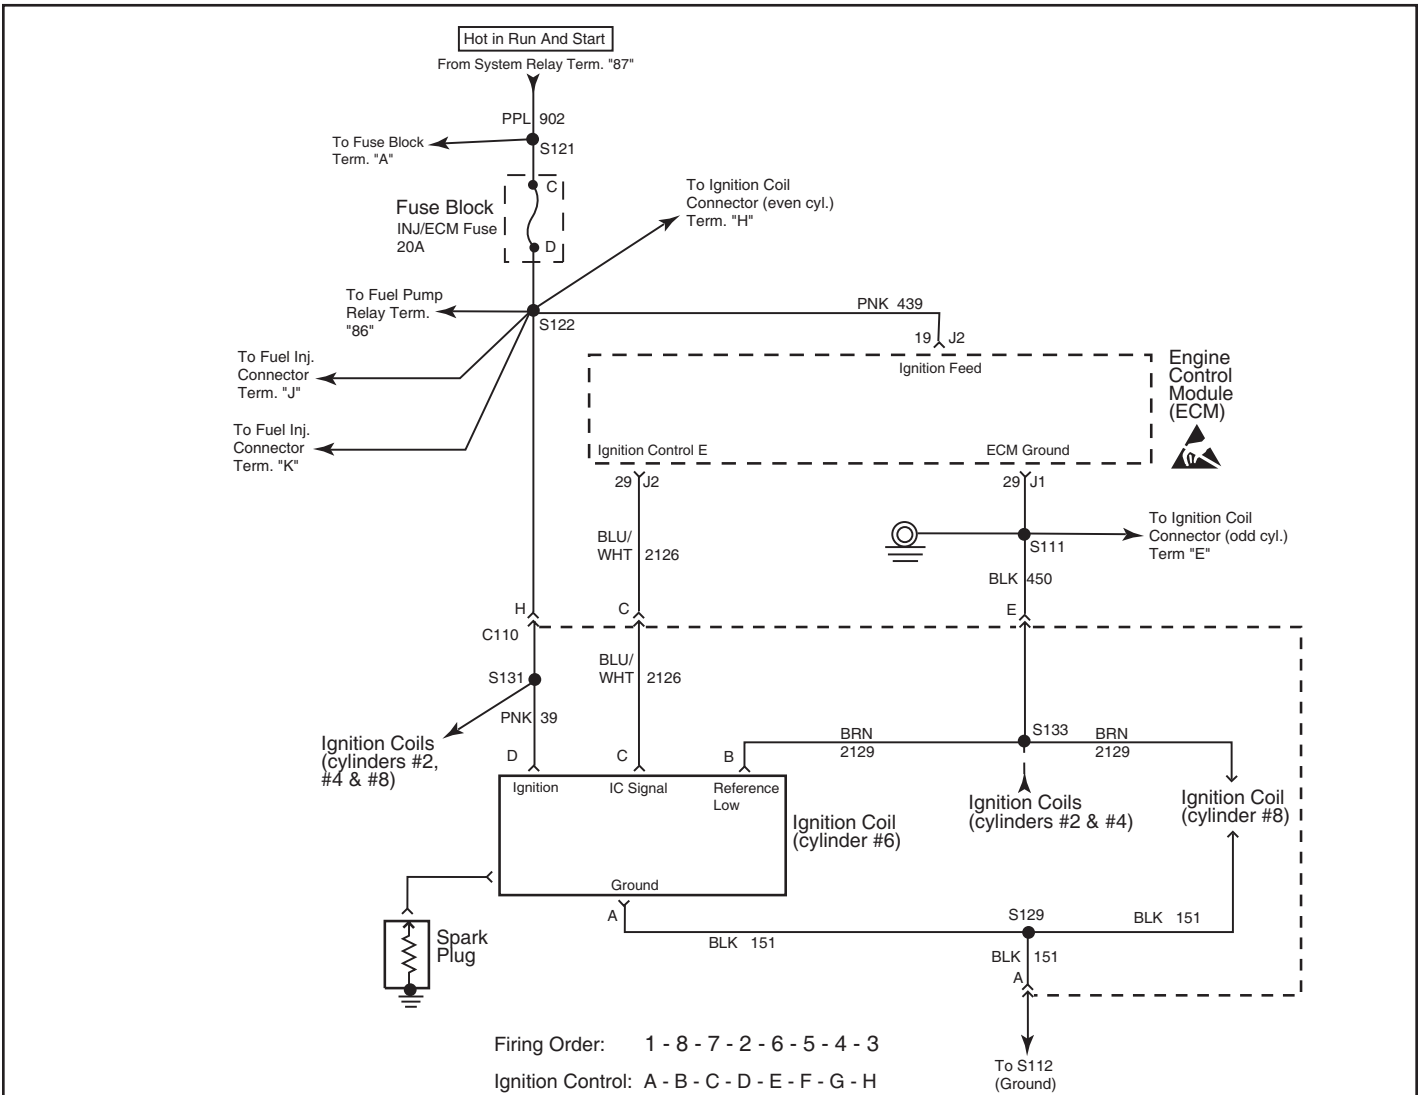 Hot in Run And Start
From System Relay Term. "87"
PPL 902
To Fuse Block
Term. "A"
S121
C
Fuse Block
INJ/ECM Fuse
20A
D
To Ignition Coil
Connector (even cyl.)
Term. "H"
To Fuel Pump
Relay Term.
"86"
S122
PNK 439
19 J2
Ignition Feed
To Fuel Inj.
Connector
Term. "J"
To Fuel Inj.
Connector
Term. "K"
Engine
Control
Module
(ECM)
Ignition Control E
ECM Ground
29 J2
29 J1
BLU/
WHT 2126
S111
To Ignition Coil
Connector (odd cyl.)
Term "E"
BLK 450
H
C
E
C110
S131
BLU/
WHT 2126
PNK 39
Ignition Coils
(cylinders #2,
#4 & #8)
D
C
B
BRN
2129
S133
BRN
2129
Ignition
IC Signal
Reference
Low
Ignition Coil
(cylinder #6)
Ignition Coils
(cylinders #2 & #4)
Ignition Coil
(cylinder #8)
Ground
A
BLK 151
S129
BLK 151
BLK 151
A
Spark
Plug
To S112
(Ground)
Firing Order: 1 - 8 - 7 - 2 - 6 - 5 - 4 - 3
Ignition Control: A - B - C - D - E - F - G - H